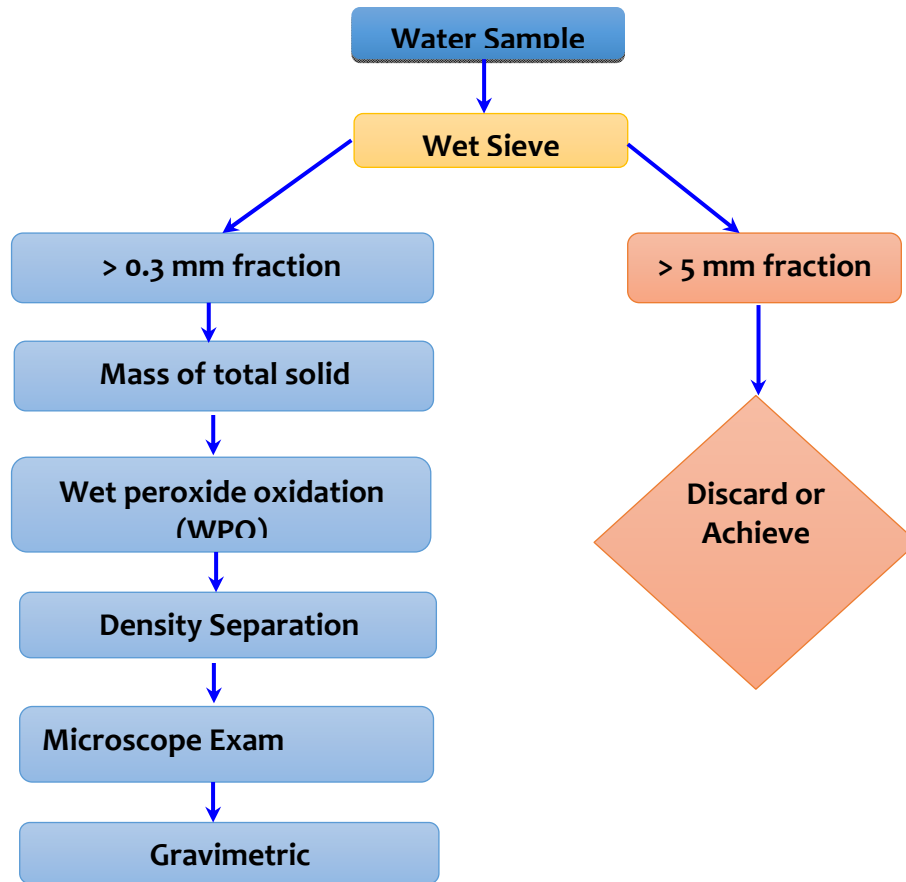 Water Sample
Wet Sieve
> 0.3 mm fraction
> 5 mm fraction
Mass of total solid
Wet peroxide oxidation
(WPO)
Discard or
Achieve
Density Separation
Microscope Exam
Gravimetric